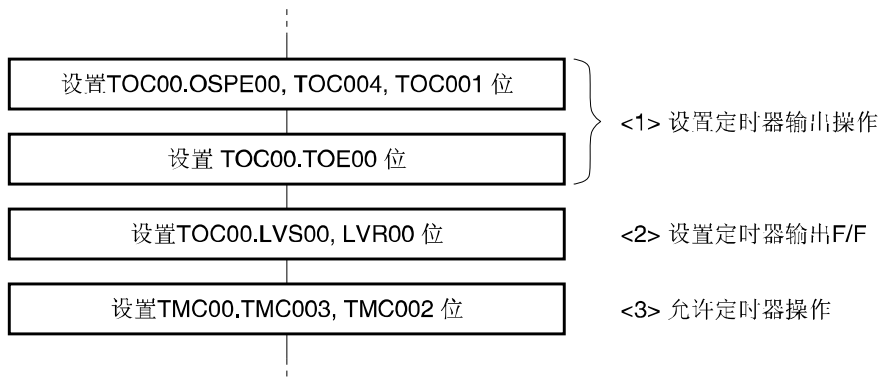 设置TOC00.OSPE00, TOC004, TOC001 位
设置 TOC00.TOE00 位
<1> 设置定时器输出操作
设置TOC00.LVS00, LVR00 位
<2> 设置定时器输出F/F
设置TMC00.TMC003, TMC002 位
<3> 允许定时器操作